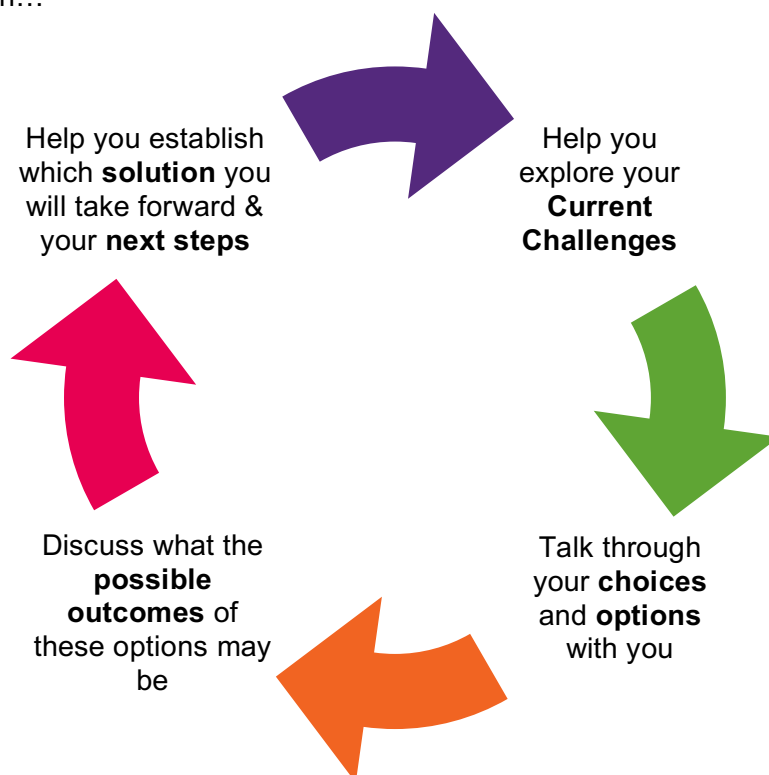 Help you
explore your
Current
Challenges
Talk through
your choices
and options
with you
Discuss what the
possible
outcomes of
these options may
be
Help you establish
which solution you
will take forward &
your next steps